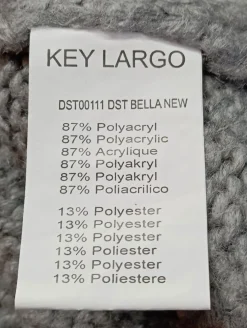 KEY LARGO
DST00111 DST BELLA NEW
87% Polyacryl
87% Polyacrylic
87% Acrylique
87% Polyakryl
87% Polyakryl
87% Poliacrilico
13% Polyester
13% Polyester
13% Polyester
13% Poliester
13% Polyester
13% Poliestere